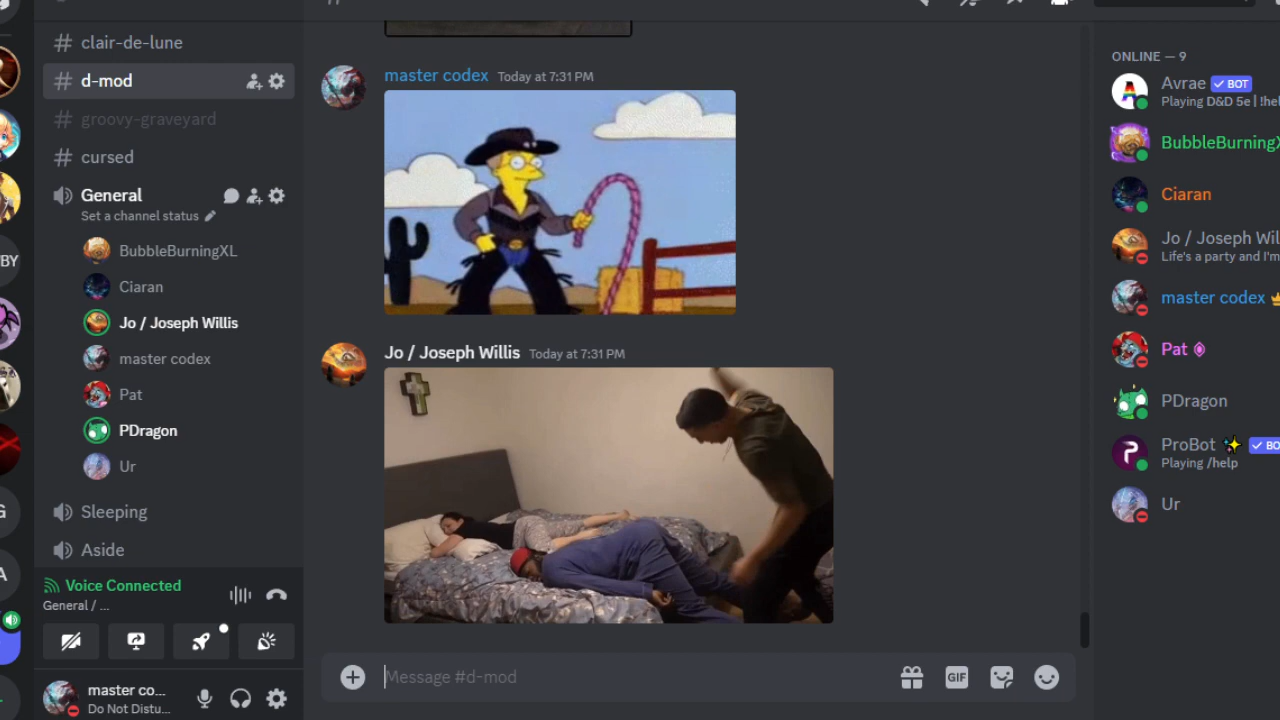 clair-de-lune
d-mod
groovy-graveyard
cursed
General
Set a channel status
BubbleBurningXL
Ciaran
Jo / Joseph Willis
master codex
Pat
PDragon
Ur
Sleeping
Aside
Voice Connected
General / ...
master co...
Do Not Distu...
BY
G
A
master codex Today at 7:31 PM
Jo / Joseph Willis Today at 7:31 PM
Message #d-mod
GIF
ONLINE — 9
Avrae BOT
Playing D&D 5e | !he
BubbleBurningX
Ciaran
Jo / Joseph Wil
Life's a party and I'm
master codex
Pat
PDragon
ProBot BO
Playing /help
Ur